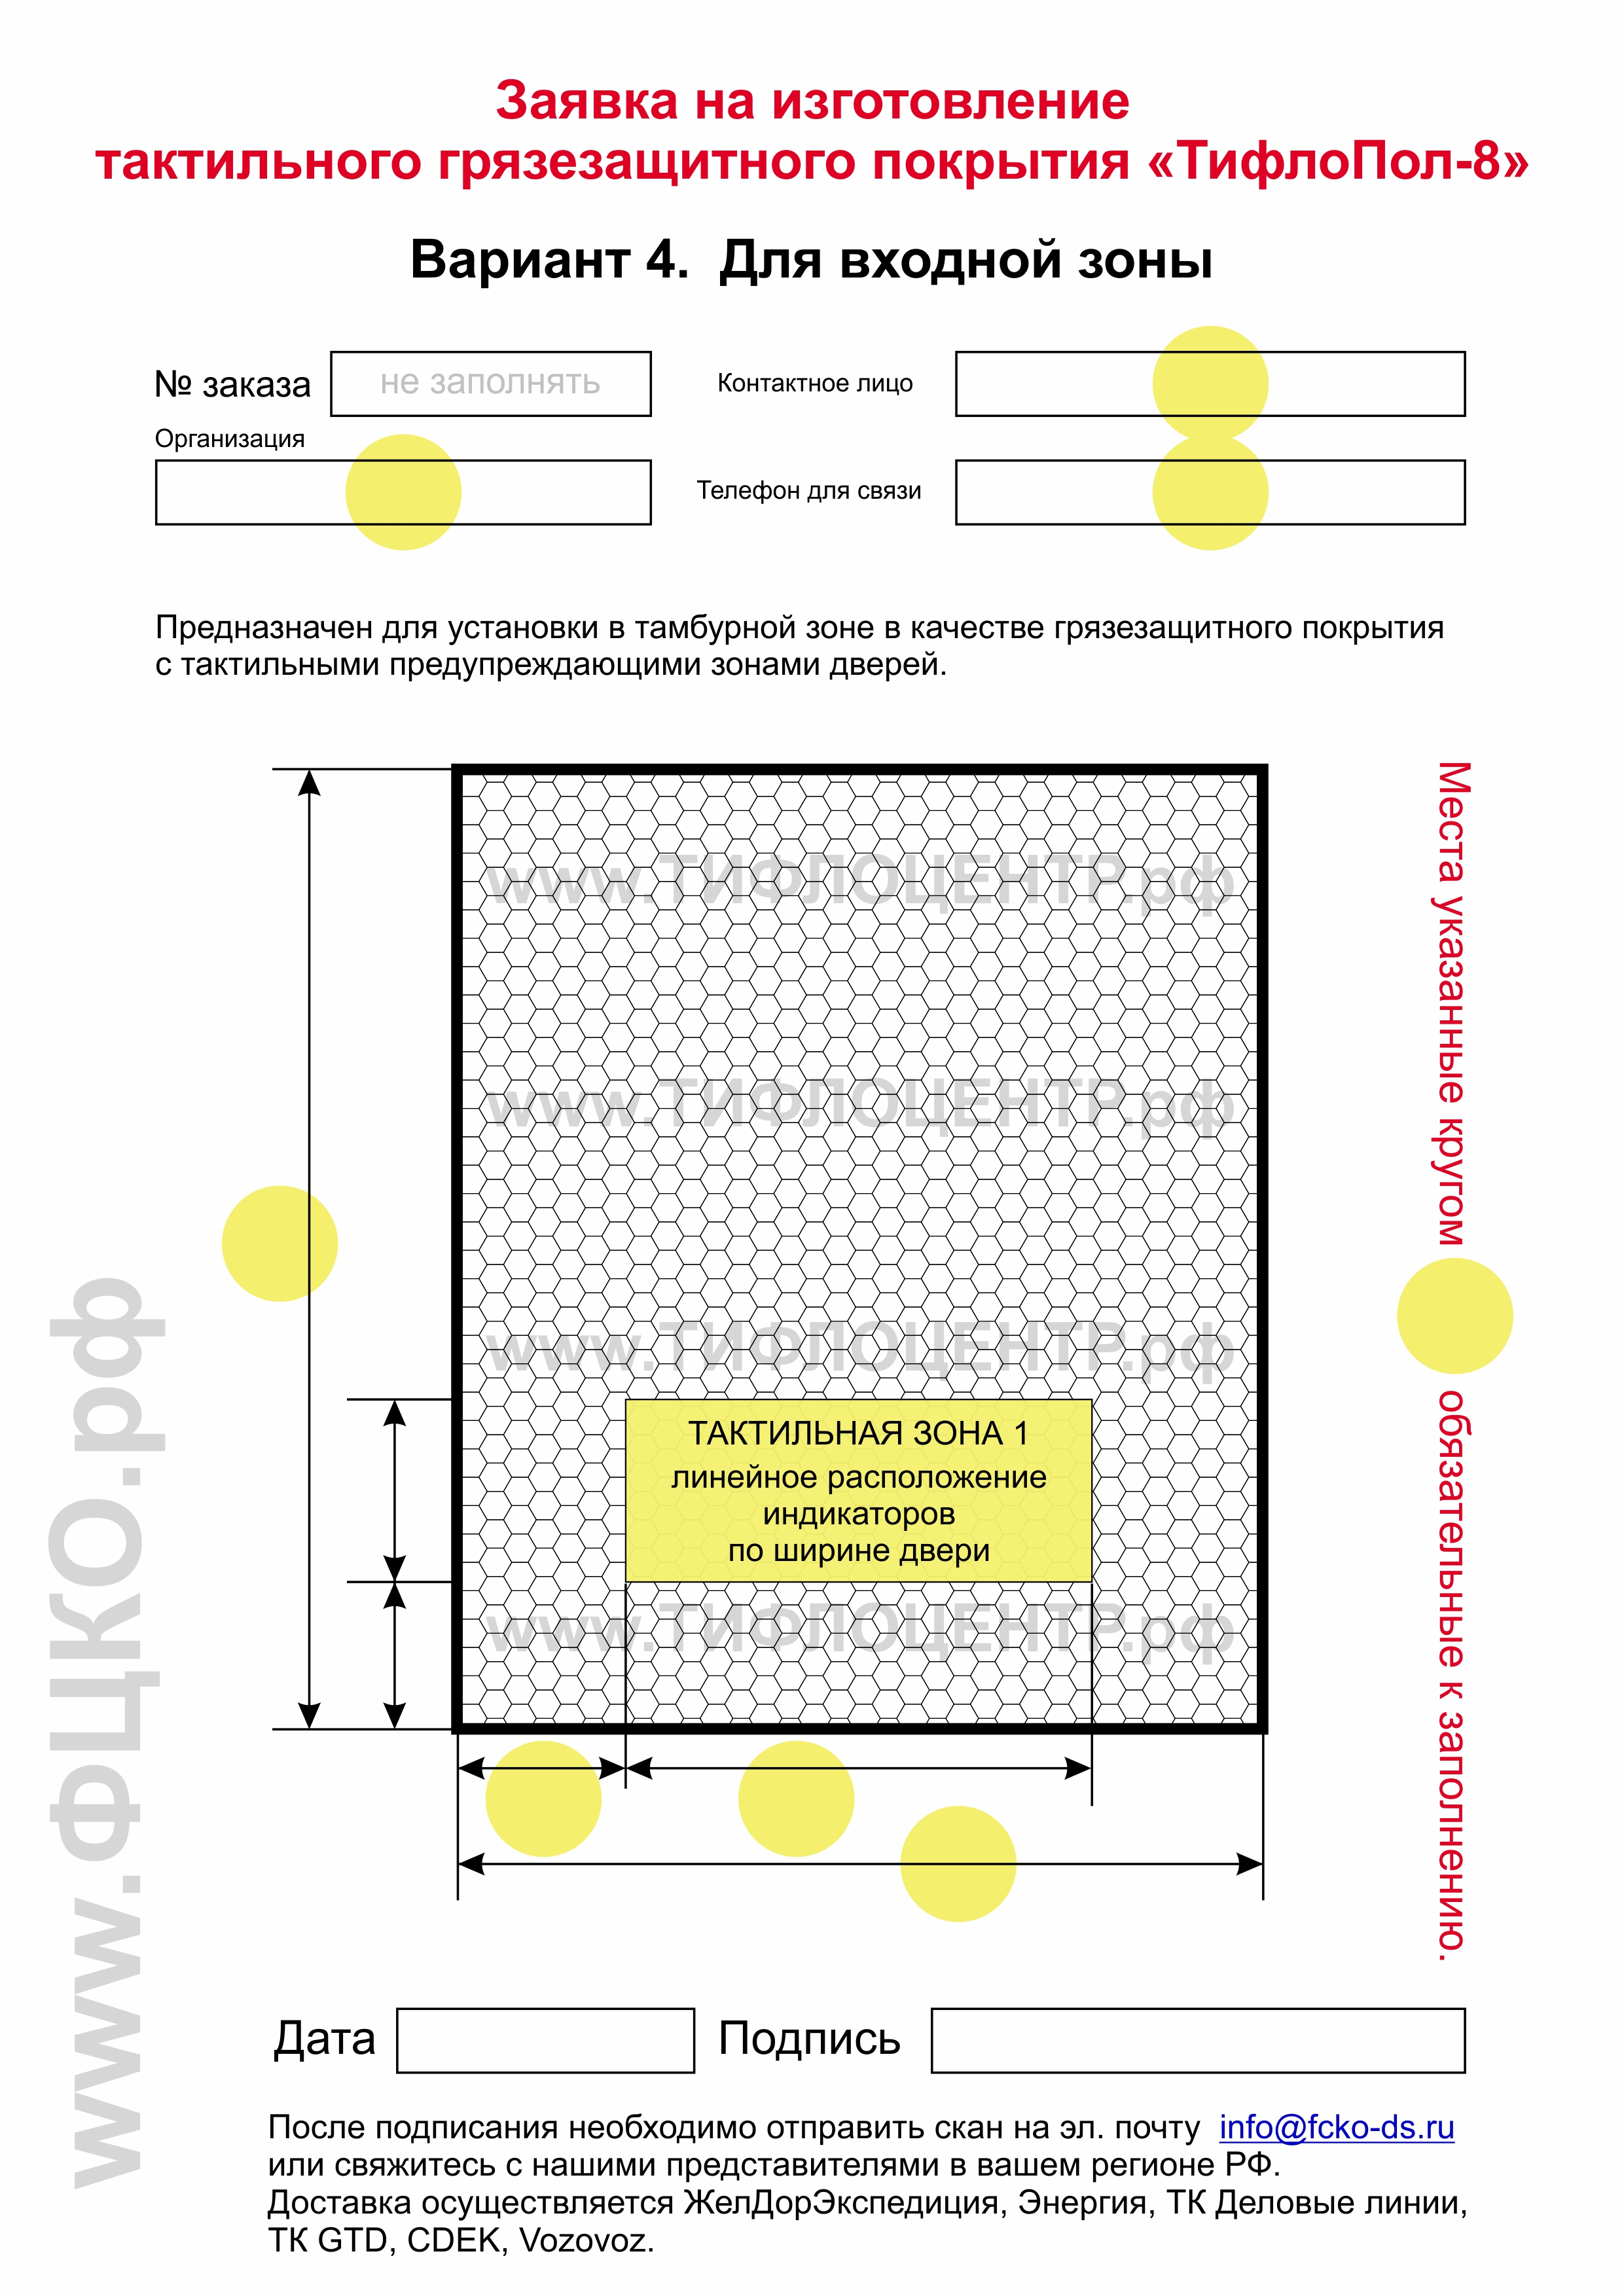 Заявка на изготовление
тактильного грязезащитного покрытия «ТифлоПол-8»
Вариант 4. Для входной зоны
№ заказа
не заполнять
Контактное лицо
Организация
Телефон для связи
Предназначен для установки в тамбурной зоне в качестве грязезащитного покрытия
с тактильными предупреждающими зонами дверей.
www.ТИФЛОЦЕНТР.рф
www.ТИФЛОЦЕНТР.рф
www.ТИФЛОЦЕНТР.рф
ТАКТИЛЬНАЯ ЗОНА 1
линейное расположение
индикаторов
по ширине двери
www.ТИФЛОЦЕНТР.рф
Места указанные кругом обязательные к заполнению.
www.ФЦКО.рф
Дата
Подпись
После подписания необходимо отправить скан на эл. почту info@fcko-ds.ru
или свяжитесь с нашими представителями в вашем регионе РФ.
Доставка осуществляется ЖелДорЭкспедиция, Энергия, ТК Деловые линии,
ТК GTD, CDEK, Vozovoz.